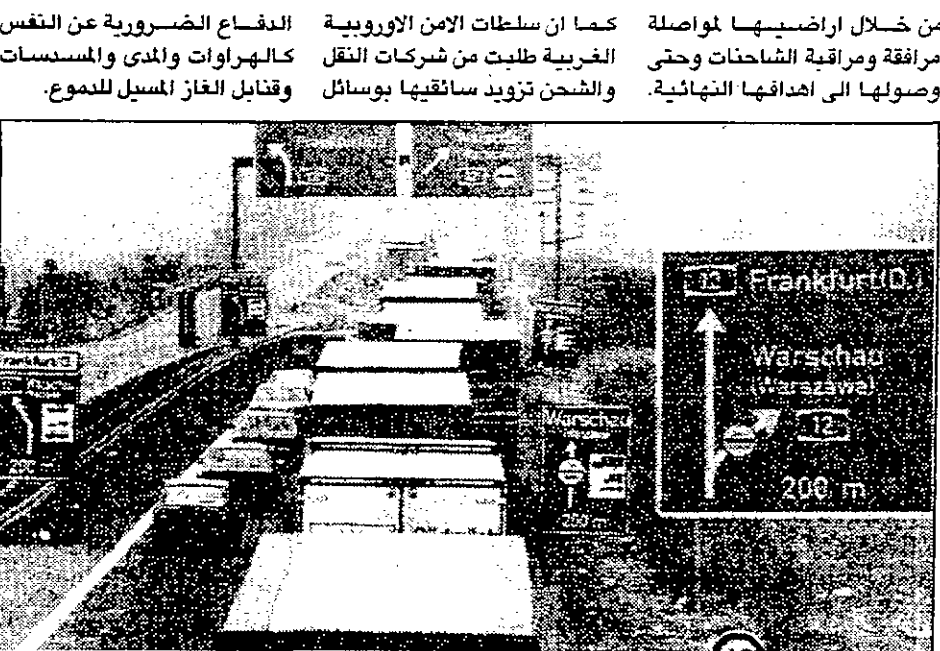 من خلال اراضيها لمواصلة
مرافقة ومراقبة الشاحنات وحتى
وصولها الى اهدافها النهائية.
كما ان سلطات الامن الاوروبية
الغربية طلبت من شركات النقل
والشحن تزويد سائقيها بوسائل
الدفاع الضرورية عن النفس
كالهراوات والمدى والمسدسات
وقنابل الغاز المسيل للدموع.
Frankfurt(O.)
Warschau
(Warszawa)
12
200 m
Warschau
200 m